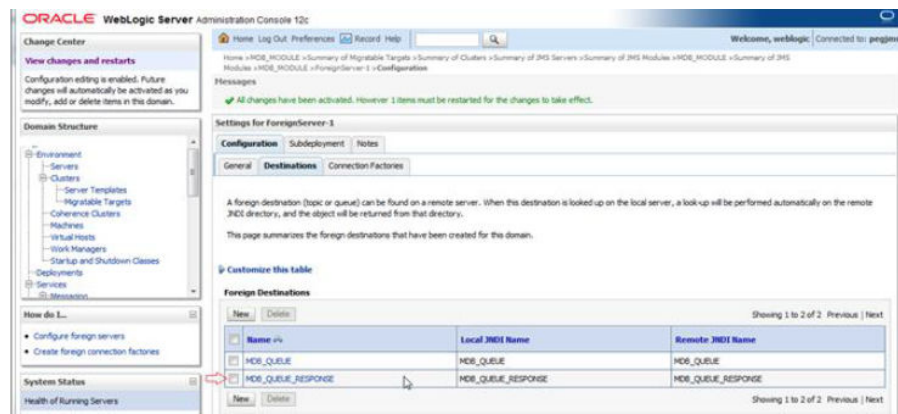 ORACLE WebLogic Server Administration Console 12c
Change Center
View changes and restarts
Configuration editing is enabled. Future
changes will automatically be activated as you
modify, add or delete items in this domain.
Domain Structure
Environment
Servers
Clusters
Server Templates
Migratable Targets
Coherence Clusters
Machines
Virtual Hosts
Work Managers
Startup and Shutdown Classes
Deployments
Services
Messaging
How do I...
Configure foreign servers
Create foreign connection factories
System Status
Health of Running Servers
Home Log Out Preferences Record Help
Welcome, weblogic Connected to: pegjms
Home >MDB_MODULE >Summary of Migratable Targets >Summary of Clusters >Summary of JMS Servers >Summary of JMS Modules >MDB_MODULE >Summary of JMS
Modules >MDB_MODULE >ForeignServer-1 >Configuration
Messages
All changes have been activated. However 1 items must be restarted for the changes to take effect.
Settings for ForeignServer-1
Configuration Subdeployment Notes
General Destinations Connection Factories
A foreign destination (topic or queue) can be found on a remote server. When this destination is looked up on the local server, a look-up will be performed automatically on the remote
JNDI directory, and the object will be returned from that directory.
This page summarizes the foreign destinations that have been created for this domain.
Customize this table
Foreign Destinations
New Delete Showing 1 to 2 of 2 Previous | Next
Name Local JNDI Name Remote JNDI Name
MDB_QUEUE MDB_QUEUE MDB_QUEUE
MDB_QUEUE_RESPONSE MDB_QUEUE_RESPONSE MDB_QUEUE_RESPONSE
New Delete Showing 1 to 2 of 2 Previous | Next